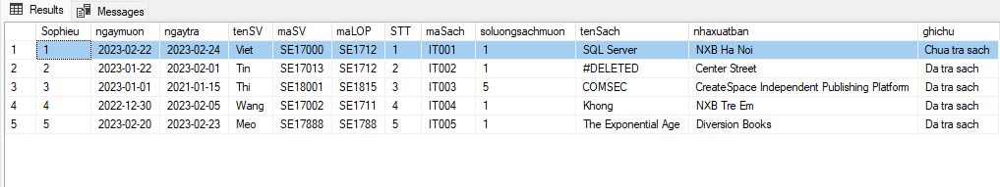 Results Messages
Sophieu ngaymuon ngaytra tenSV maSV maLOP STT maSach soluongsachmuon tenSach nhaxuatban ghichu
1 1 2023-02-22 2023-02-24 Viet SE17000 SE1712 1 IT001 1 SQL Server NXB Ha Noi Chua tra sach
2 2 2023-01-22 2023-02-01 Tin SE17013 SE1712 2 IT002 1 #DELETED Center Street Da tra sach
3 3 2023-01-01 2021-01-15 Thi SE18001 SE1815 3 IT003 5 COMSEC CreateSpace Independent Publishing Platform Da tra sach
4 4 2022-12-30 2023-02-05 Wang SE17002 SE1711 4 IT004 1 Khong NXB Tre Em Da tra sach
5 5 2023-02-20 2023-02-23 Meo SE17888 SE1788 5 IT005 1 The Exponential Age Diversion Books Da tra sach